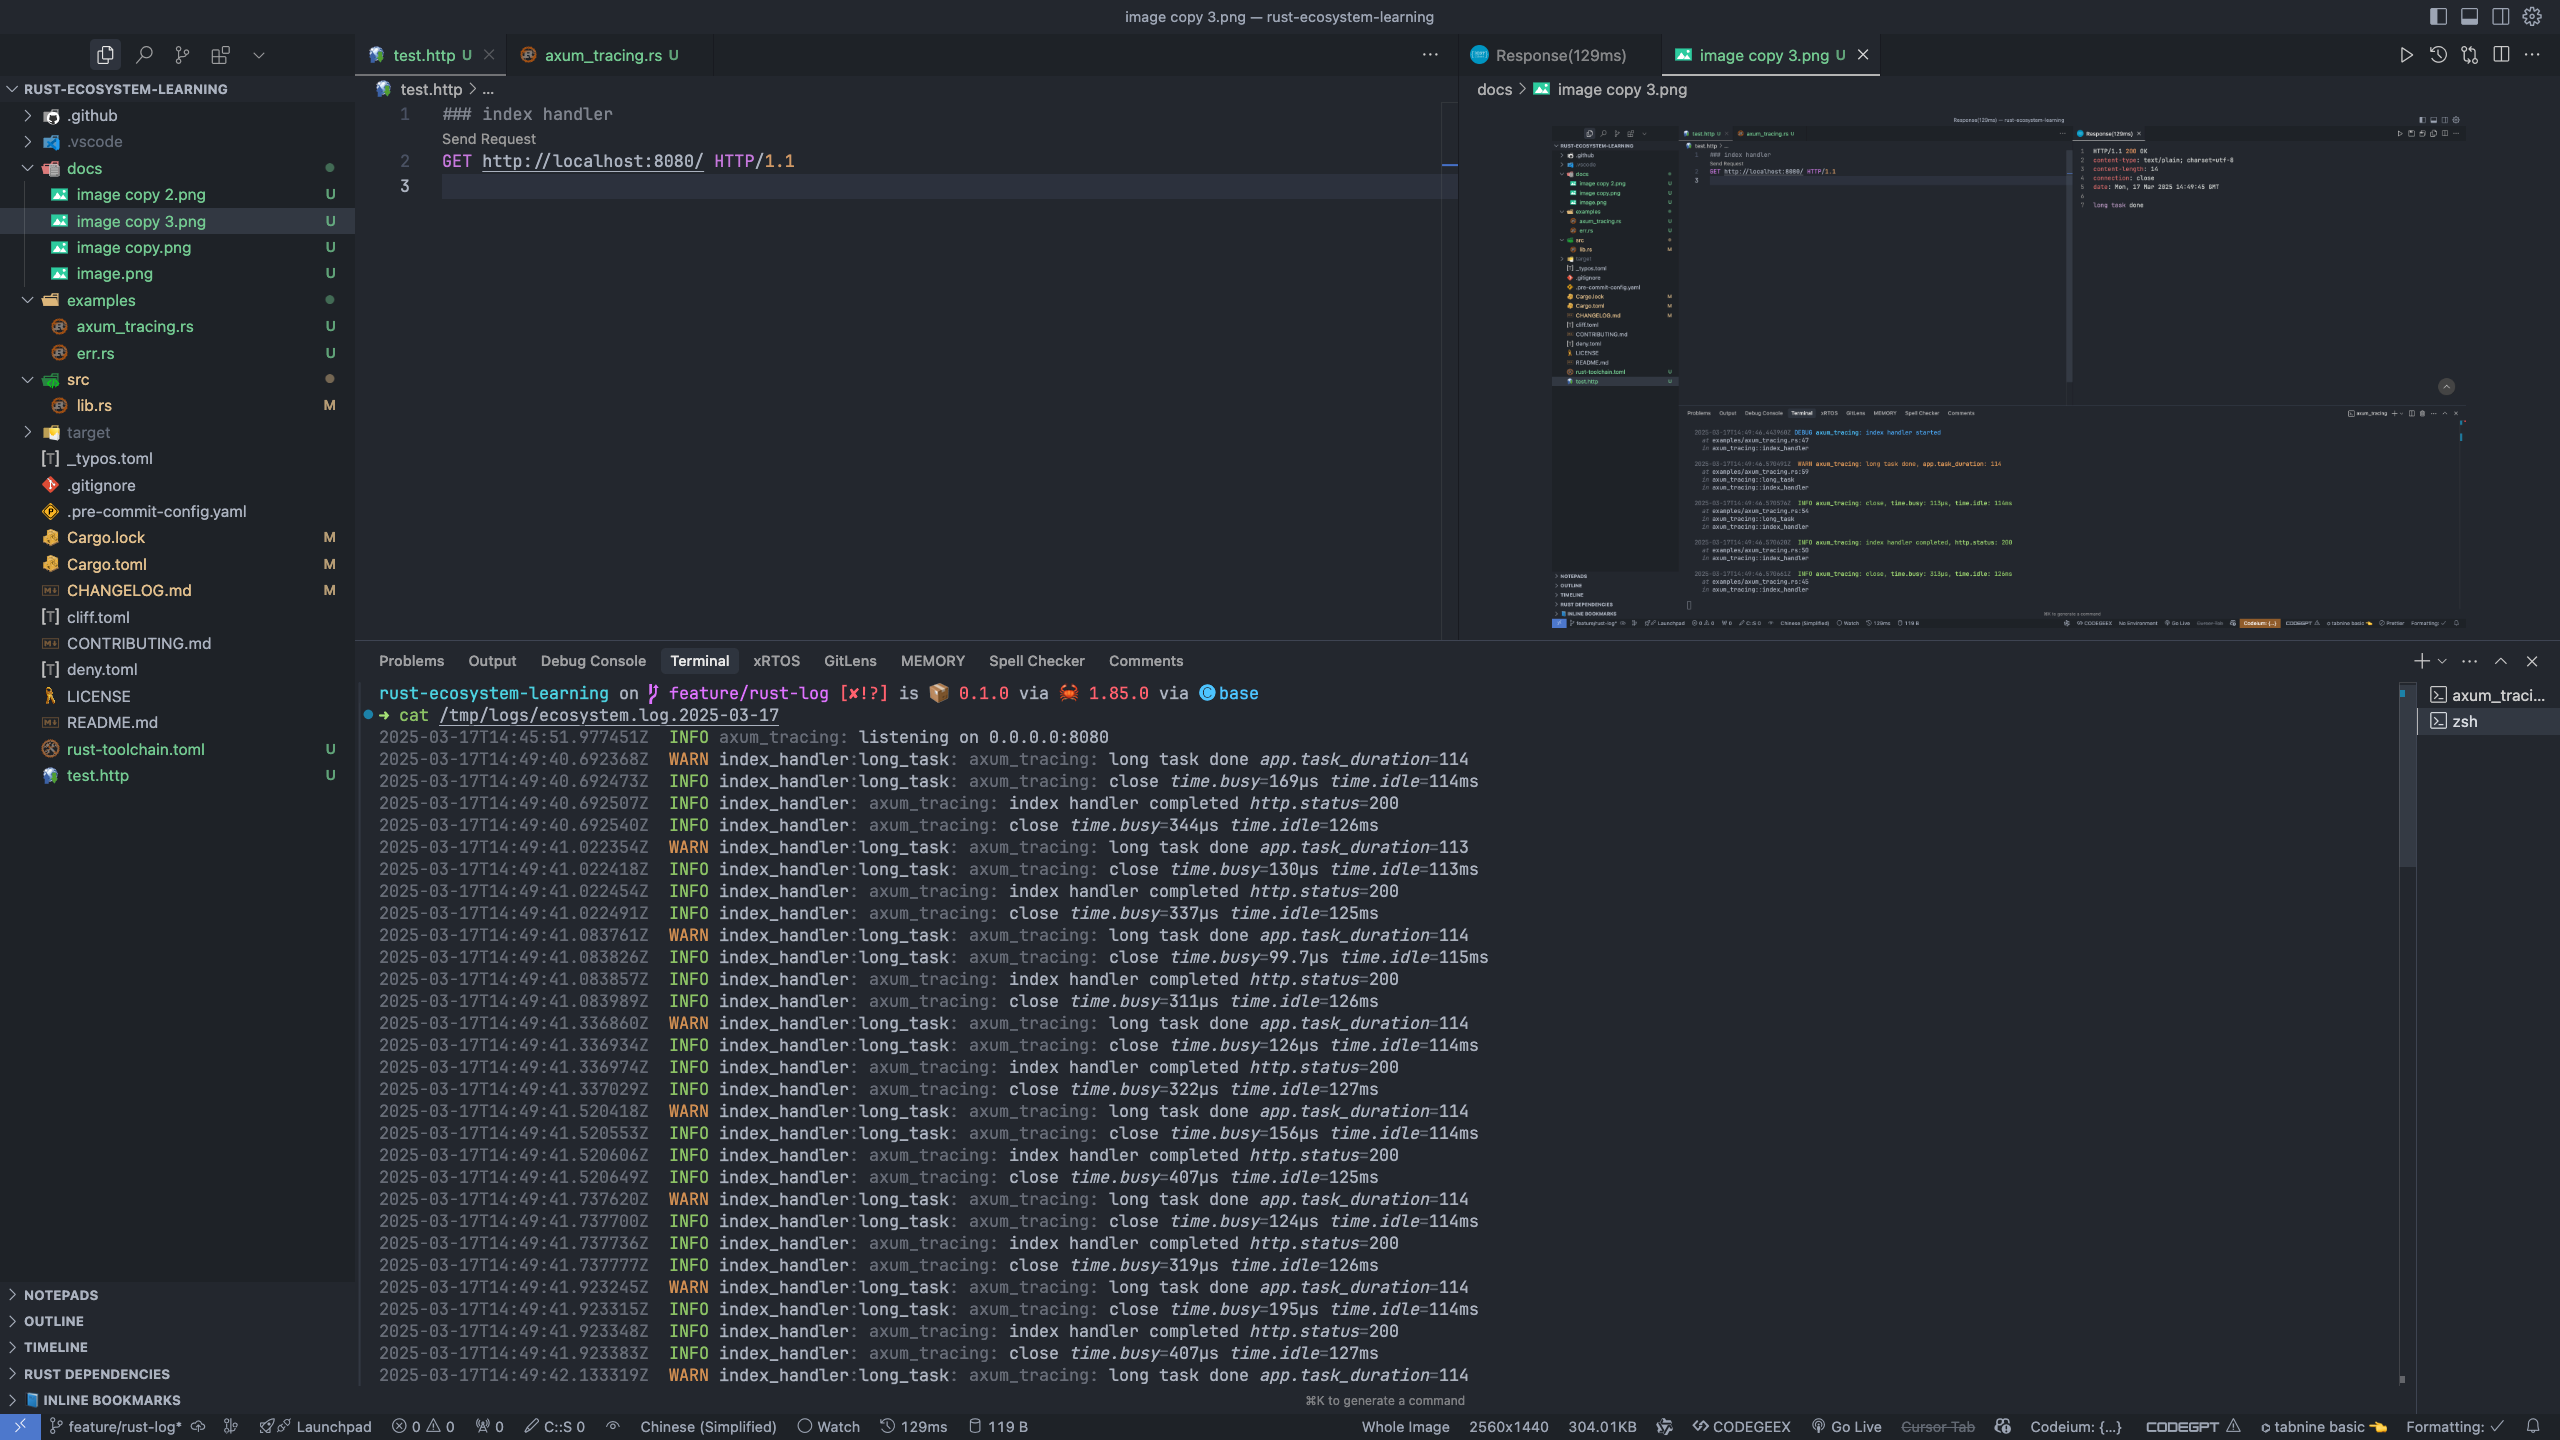 image copy 3.png — rust-ecosystem-learning
RUST-ECOSYSTEM-LEARNING
.github
.vscode
docs
image copy 2.png U
image copy 3.png U
image copy.png U
image.png U
examples
axum_tracing.rs U
err.rs U
src
lib.rs M
target
_typos.toml
.gitignore
.pre-commit-config.yaml
Cargo.lock M
Cargo.toml M
CHANGELOG.md M
cliff.toml
CONTRIBUTING.md
deny.toml
LICENSE
README.md
rust-toolchain.toml U
test.http U
NOTEPADS
OUTLINE
TIMELINE
RUST DEPENDENCIES
INLINE BOOKMARKS
test.http U
axum_tracing.rs U
test.http > ...
1 ### index handler
Send Request
2 GET http://localhost:8080/ HTTP/1.1
3
Response(129ms)
image copy 3.png U
docs > image copy 3.png
Response(129ms) — rust-ecosystem-learning
HTTP/1.1 200 OK
content-type: text/plain; charset=utf-8
content-length: 14
connection: close
date: Mon, 17 Mar 2025 14:49:45 GMT
long task done
Problems Output Debug Console Terminal xRTOS GitLens MEMORY Spell Checker Comments
rust-ecosystem-learning on feature/rust-log [✘!?] is 📦 0.1.0 via 🦀 1.85.0 via C base
➜ cat /tmp/logs/ecosystem.log.2025-03-17
2025-03-17T14:45:51.977451Z INFO axum_tracing: listening on 0.0.0.0:8080
2025-03-17T14:49:40.692368Z WARN index_handler:long_task: axum_tracing: long task done app.task_duration=114
2025-03-17T14:49:40.692473Z INFO index_handler:long_task: axum_tracing: close time.busy=169µs time.idle=114ms
2025-03-17T14:49:40.692507Z INFO index_handler: axum_tracing: index handler completed http.status=200
2025-03-17T14:49:40.692540Z INFO index_handler: axum_tracing: close time.busy=344µs time.idle=126ms
2025-03-17T14:49:41.022354Z WARN index_handler:long_task: axum_tracing: long task done app.task_duration=113
2025-03-17T14:49:41.022418Z INFO index_handler:long_task: axum_tracing: close time.busy=130µs time.idle=113ms
2025-03-17T14:49:41.022454Z INFO index_handler: axum_tracing: index handler completed http.status=200
2025-03-17T14:49:41.022491Z INFO index_handler: axum_tracing: close time.busy=337µs time.idle=125ms
2025-03-17T14:49:41.083761Z WARN index_handler:long_task: axum_tracing: long task done app.task_duration=114
2025-03-17T14:49:41.083826Z INFO index_handler:long_task: axum_tracing: close time.busy=99.7µs time.idle=115ms
2025-03-17T14:49:41.083857Z INFO index_handler: axum_tracing: index handler completed http.status=200
2025-03-17T14:49:41.083989Z INFO index_handler: axum_tracing: close time.busy=311µs time.idle=126ms
2025-03-17T14:49:41.336860Z WARN index_handler:long_task: axum_tracing: long task done app.task_duration=114
2025-03-17T14:49:41.336934Z INFO index_handler:long_task: axum_tracing: close time.busy=126µs time.idle=114ms
2025-03-17T14:49:41.336974Z INFO index_handler: axum_tracing: index handler completed http.status=200
2025-03-17T14:49:41.337029Z INFO index_handler: axum_tracing: close time.busy=322µs time.idle=127ms
2025-03-17T14:49:41.520418Z WARN index_handler:long_task: axum_tracing: long task done app.task_duration=114
2025-03-17T14:49:41.520553Z INFO index_handler:long_task: axum_tracing: close time.busy=156µs time.idle=114ms
2025-03-17T14:49:41.520606Z INFO index_handler: axum_tracing: index handler completed http.status=200
2025-03-17T14:49:41.520649Z INFO index_handler: axum_tracing: close time.busy=407µs time.idle=125ms
2025-03-17T14:49:41.737620Z WARN index_handler:long_task: axum_tracing: long task done app.task_duration=114
2025-03-17T14:49:41.737700Z INFO index_handler:long_task: axum_tracing: close time.busy=124µs time.idle=114ms
2025-03-17T14:49:41.737736Z INFO index_handler: axum_tracing: index handler completed http.status=200
2025-03-17T14:49:41.737777Z INFO index_handler: axum_tracing: close time.busy=319µs time.idle=126ms
2025-03-17T14:49:41.923245Z WARN index_handler:long_task: axum_tracing: long task done app.task_duration=114
2025-03-17T14:49:41.923315Z INFO index_handler:long_task: axum_tracing: close time.busy=195µs time.idle=114ms
2025-03-17T14:49:41.923348Z INFO index_handler: axum_tracing: index handler completed http.status=200
2025-03-17T14:49:41.923383Z INFO index_handler: axum_tracing: close time.busy=407µs time.idle=127ms
2025-03-17T14:49:42.133319Z WARN index_handler:long_task: axum_tracing: long task done app.task_duration=114
⌘K to generate a command
axum_traci...
zsh
feature/rust-log* Launchpad 0 0 0 C::S 0 Chinese (Simplified) Watch 129ms 119 B Whole Image 2560x1440 304.01KB CODEGEEX Go Live Cursor Tab Codeium: {...} CODEGPT tabnine basic Formatting: ✓